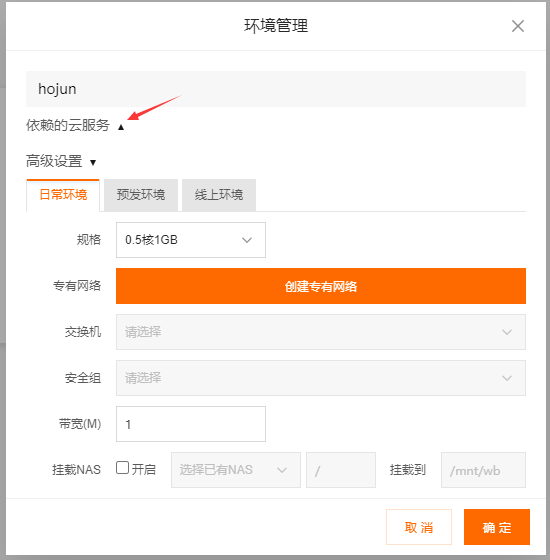 环境管理
hojun
依赖的云服务 ▲
高级设置 ▼
日常环境 预发环境 线上环境
规格 0.5核1GB
专有网络 创建专有网络
交换机 请选择
安全组 请选择
带宽(M) 1
挂载NAS 开启 选择已有NAS / 挂载到 /mnt/wb
取消 确定